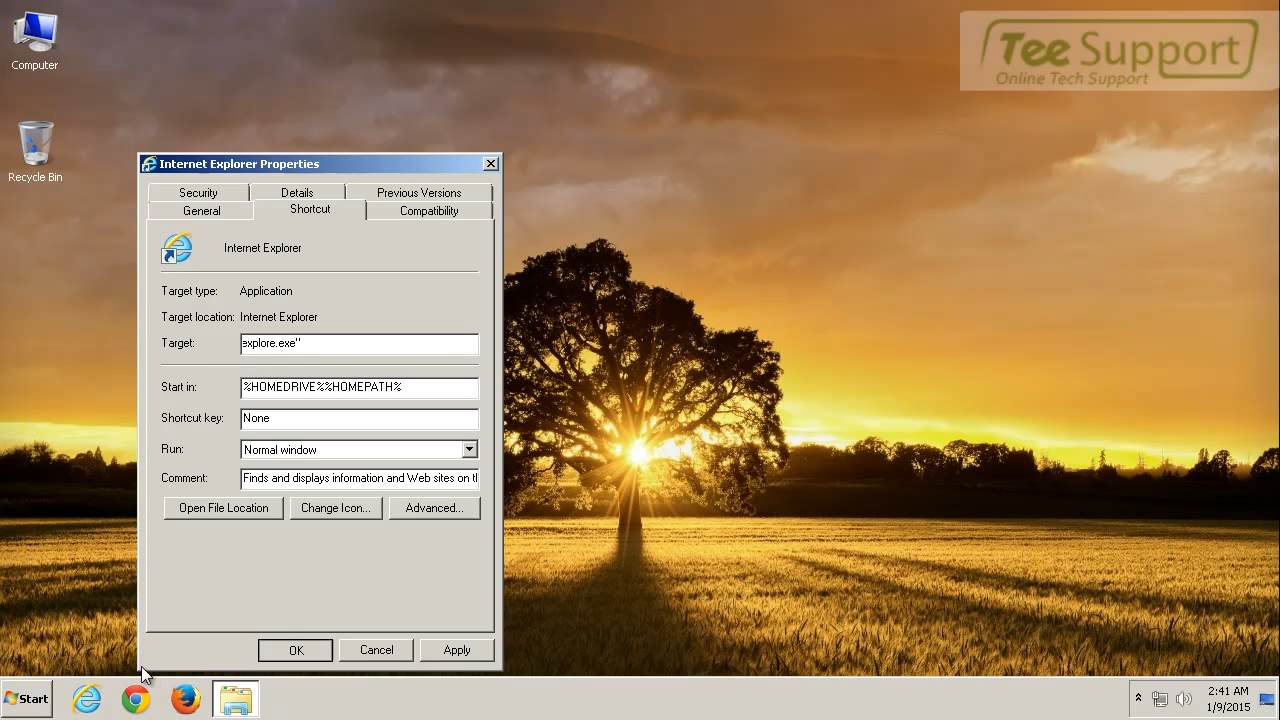 Computer
Recycle Bin
Tee Support
Online Tech Support
Internet Explorer Properties
Security Details Previous Versions
General Shortcut Compatibility
Internet Explorer
Target type: Application
Target location: Internet Explorer
Target: explore.exe"
Start in: %HOMEDRIVE%%HOMEPATH%
Shortcut key: None
Run: Normal window
Comment: Finds and displays information and Web sites on t
Open File Location Change Icon... Advanced...
OK Cancel Apply
Start
2:41 AM
1/9/2015